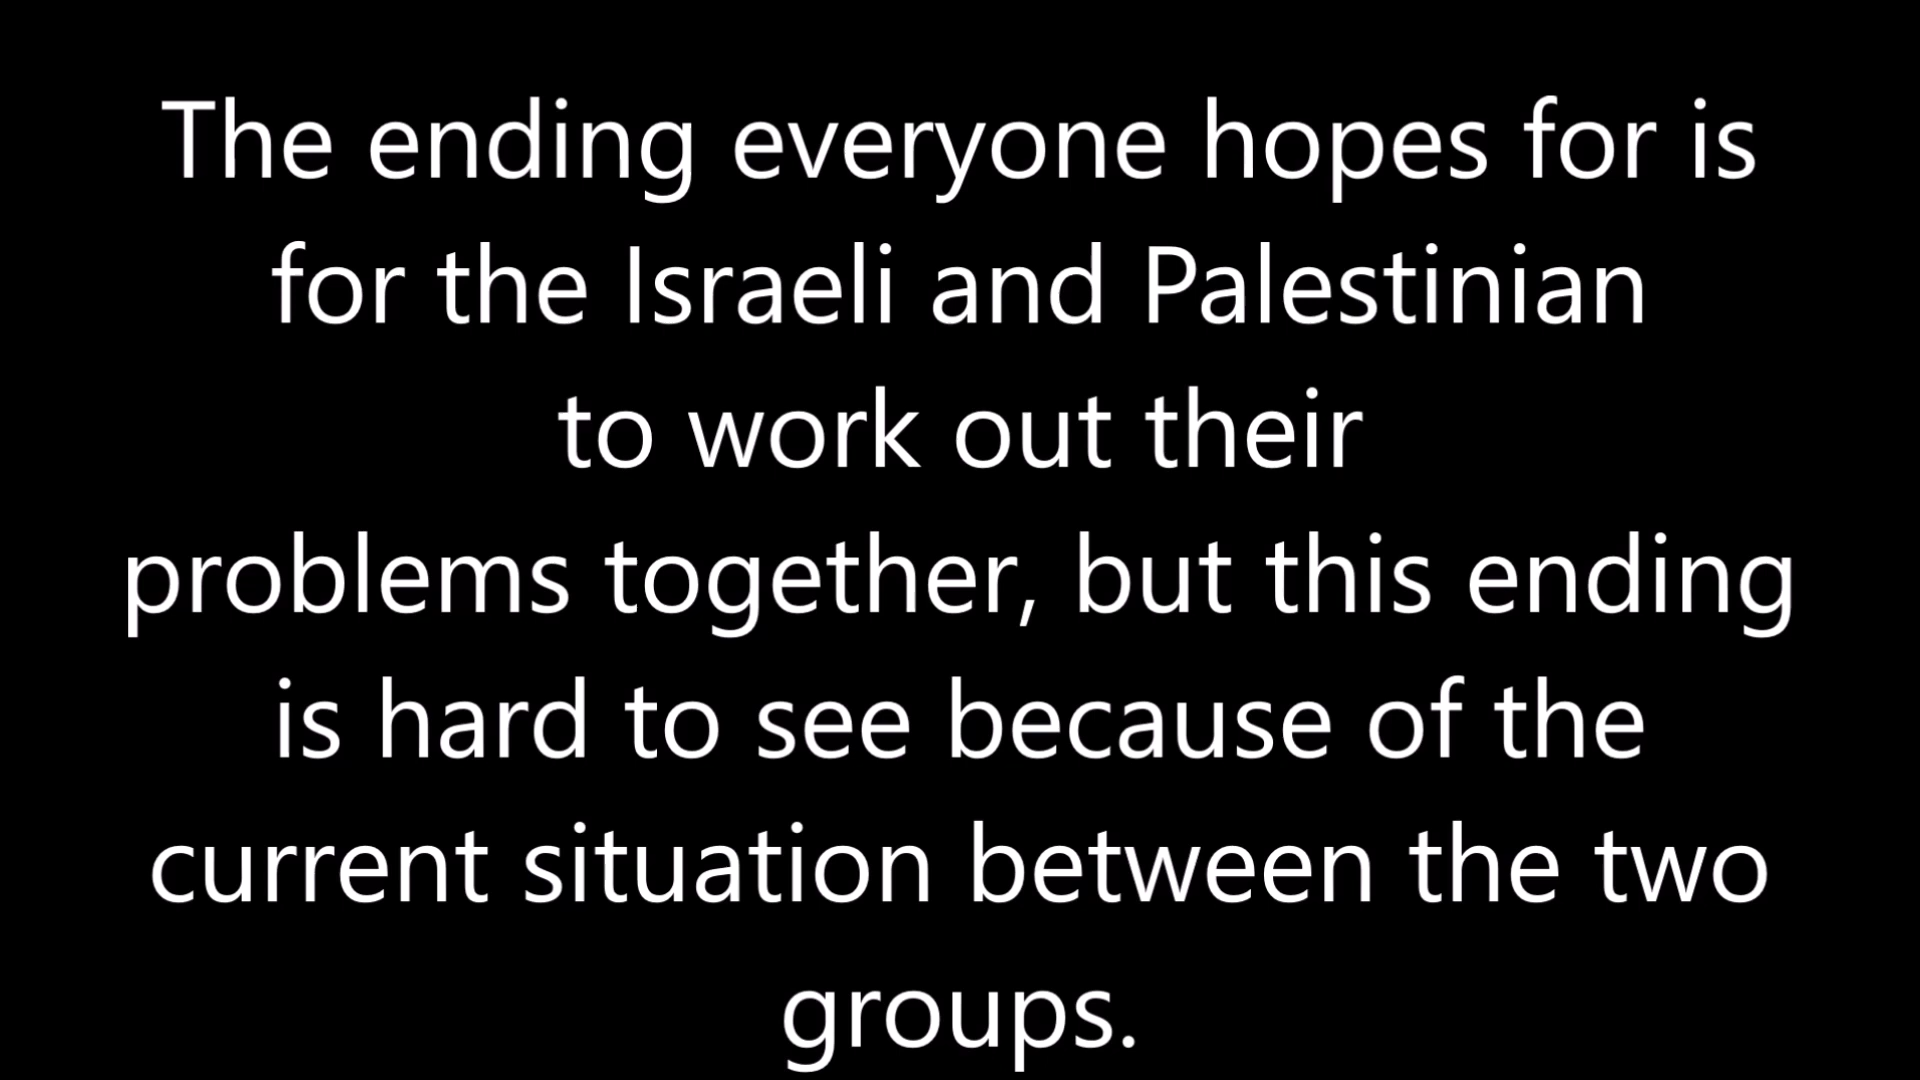 The ending everyone hopes for is
for the Israeli and Palestinian
to work out their
problems together, but this ending
is hard to see because of the
current situation between the two
groups.